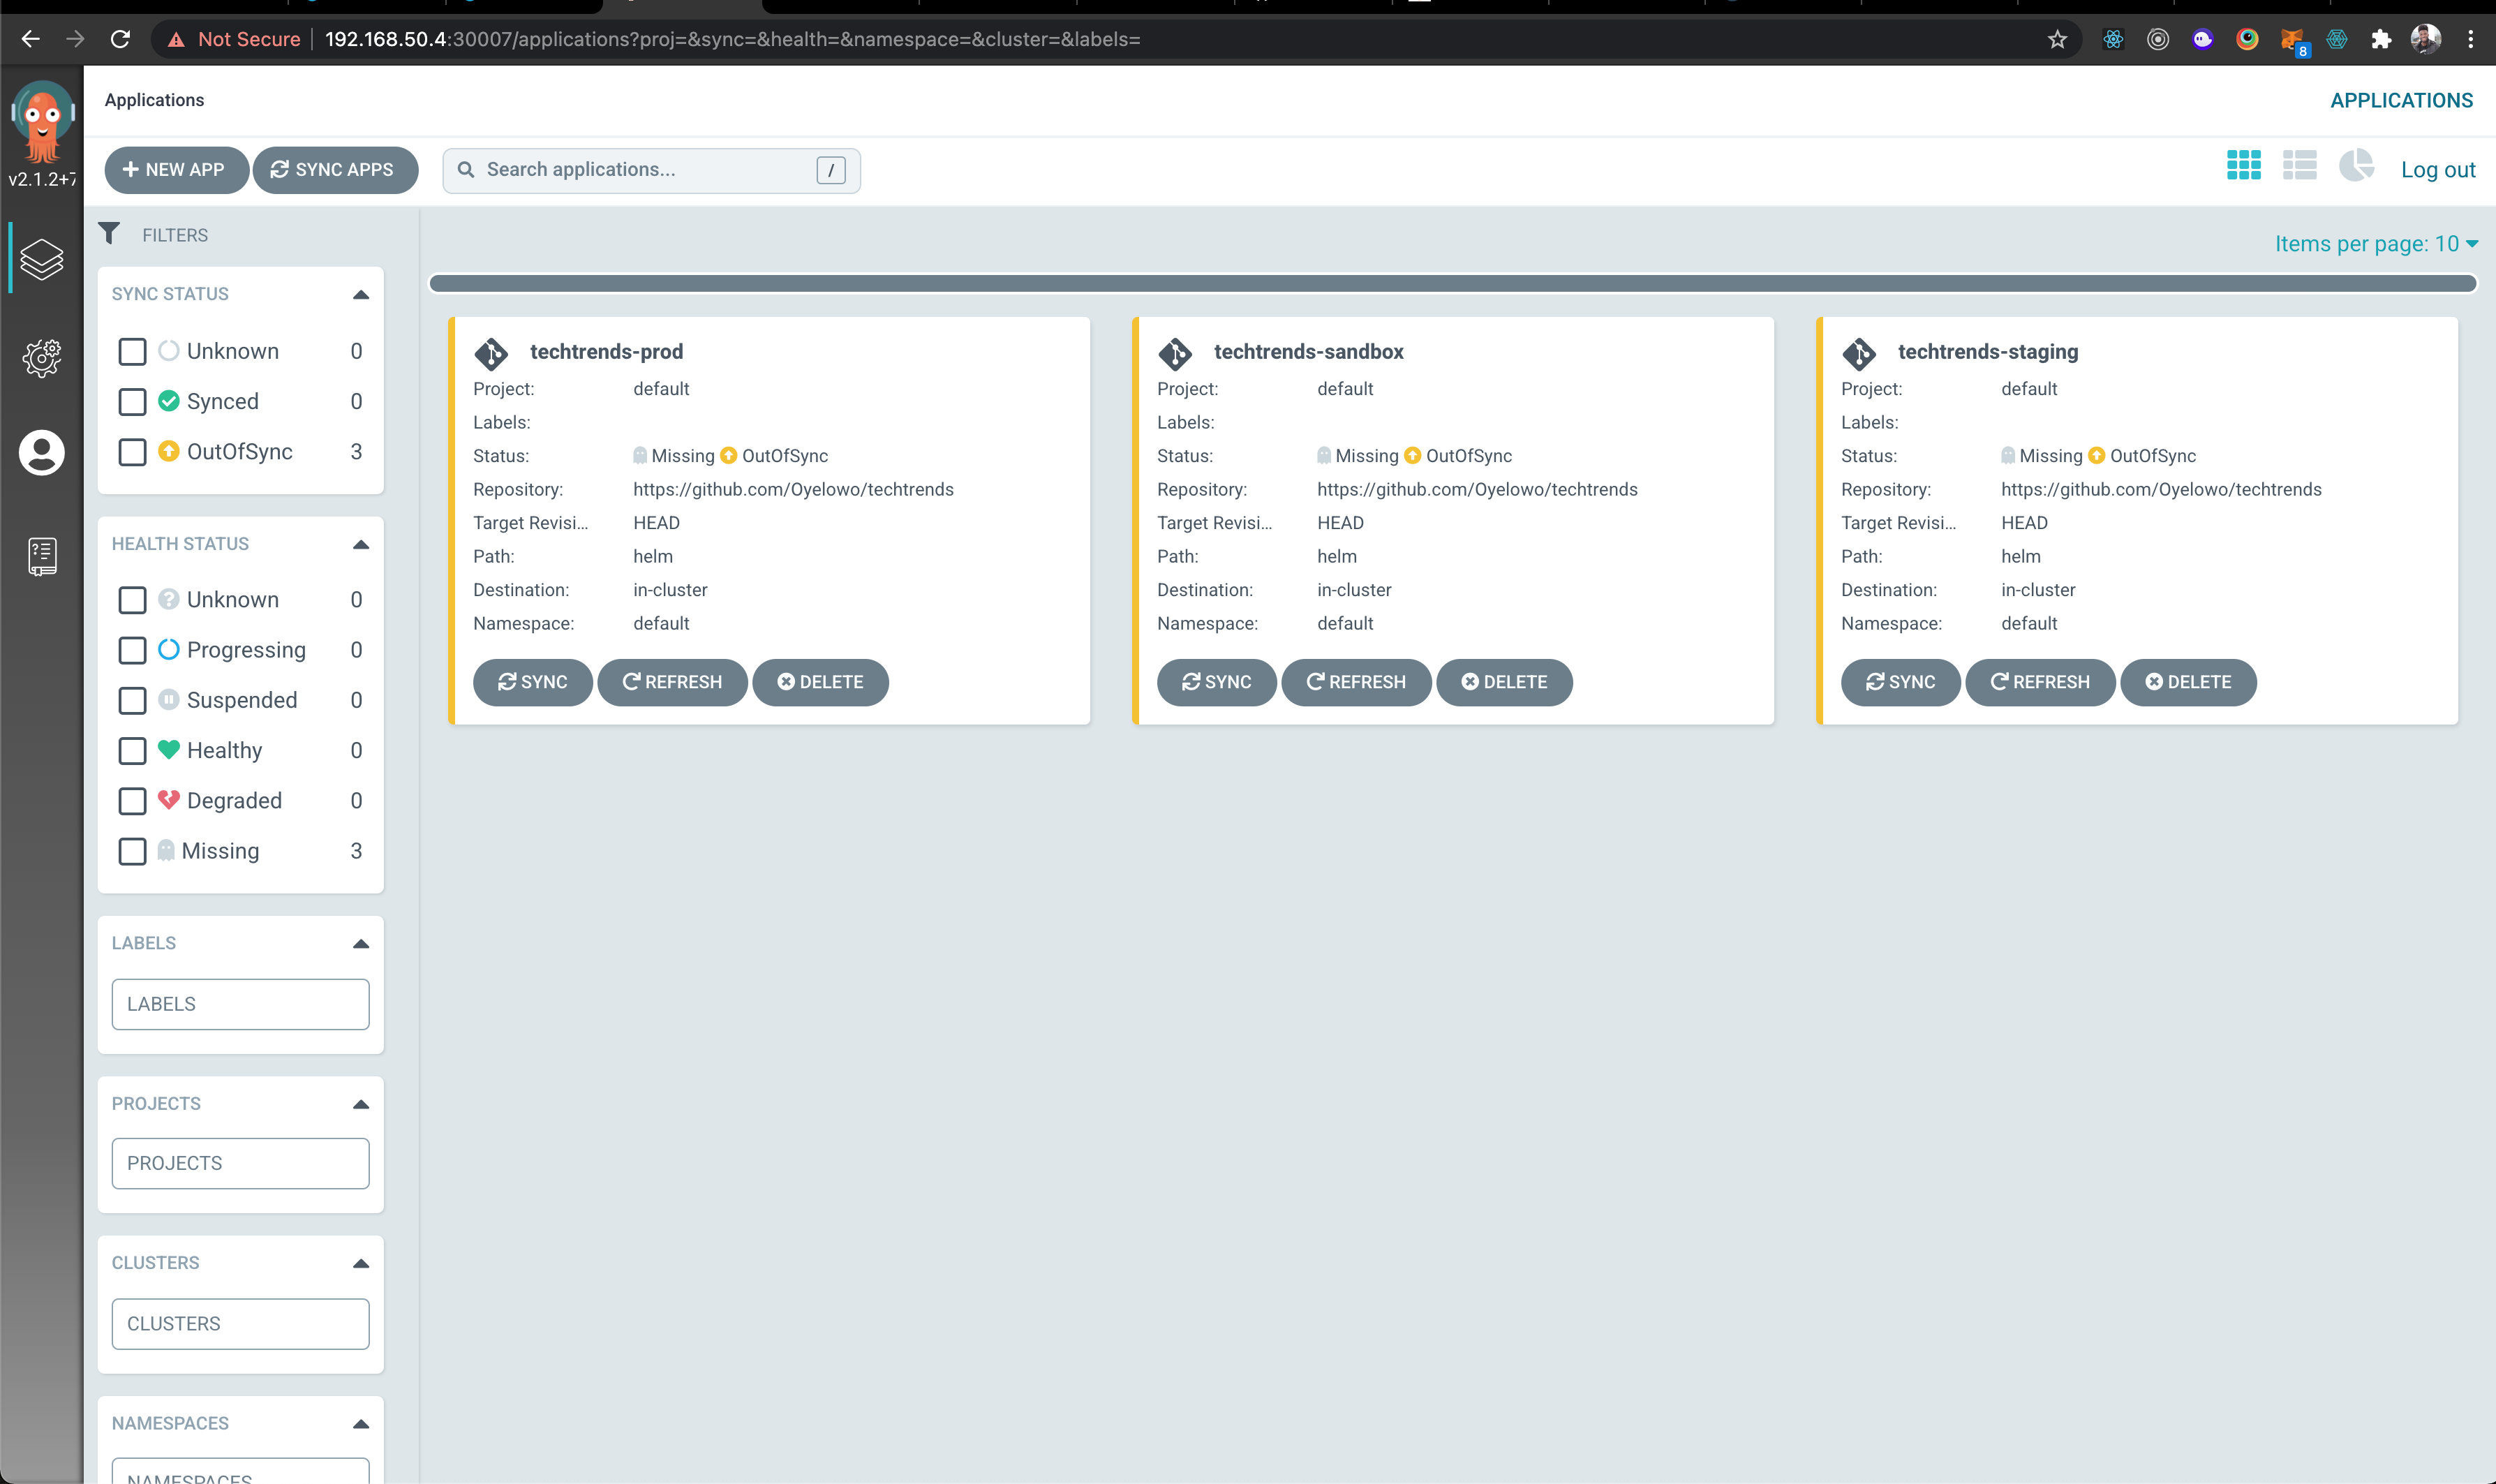 Not Secure 192.168.50.4:30007/applications?proj=&sync=&health=&namespace=&cluster=&labels=
8
Applications APPLICATIONS
v2.1.2+7
NEW APP SYNC APPS Search applications... / Log out
FILTERS
Items per page: 10
SYNC STATUS
Unknown 0
Synced 0
OutOfSync 3
HEALTH STATUS
Unknown 0
Progressing 0
Suspended 0
Healthy 0
Degraded 0
Missing 3
LABELS
LABELS
PROJECTS
PROJECTS
CLUSTERS
CLUSTERS
NAMESPACES
NAMESPACES
techtrends-prod
Project: default
Labels:
Status: Missing OutOfSync
Repository: https://github.com/Oyelowo/techtrends
Target Revisi... HEAD
Path: helm
Destination: in-cluster
Namespace: default
SYNC REFRESH DELETE
techtrends-sandbox
Project: default
Labels:
Status: Missing OutOfSync
Repository: https://github.com/Oyelowo/techtrends
Target Revisi... HEAD
Path: helm
Destination: in-cluster
Namespace: default
SYNC REFRESH DELETE
techtrends-staging
Project: default
Labels:
Status: Missing OutOfSync
Repository: https://github.com/Oyelowo/techtrends
Target Revisi... HEAD
Path: helm
Destination: in-cluster
Namespace: default
SYNC REFRESH DELETE